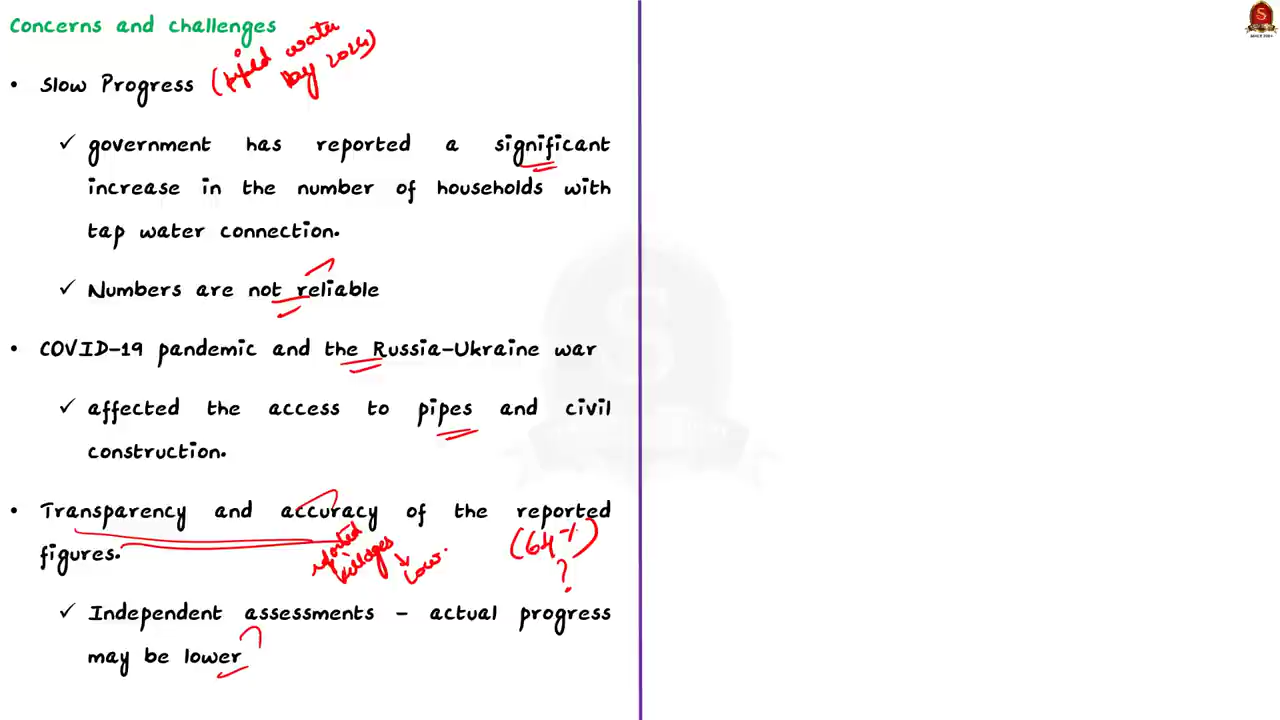 Concerns and challenges
• Slow Progress (piped water
by 2024)
✓ government has reported a significant
increase in the number of households with
tap water connection.
✓ Numbers are not reliable
• COVID-19 pandemic and the Russia-Ukraine war
✓ affected the access to pipes and civil
construction.
• Transparency and accuracy of the reported
figures.
reported
villages → low.
(64%)
?
✓ Independent assessments - actual progress
may be lower
S